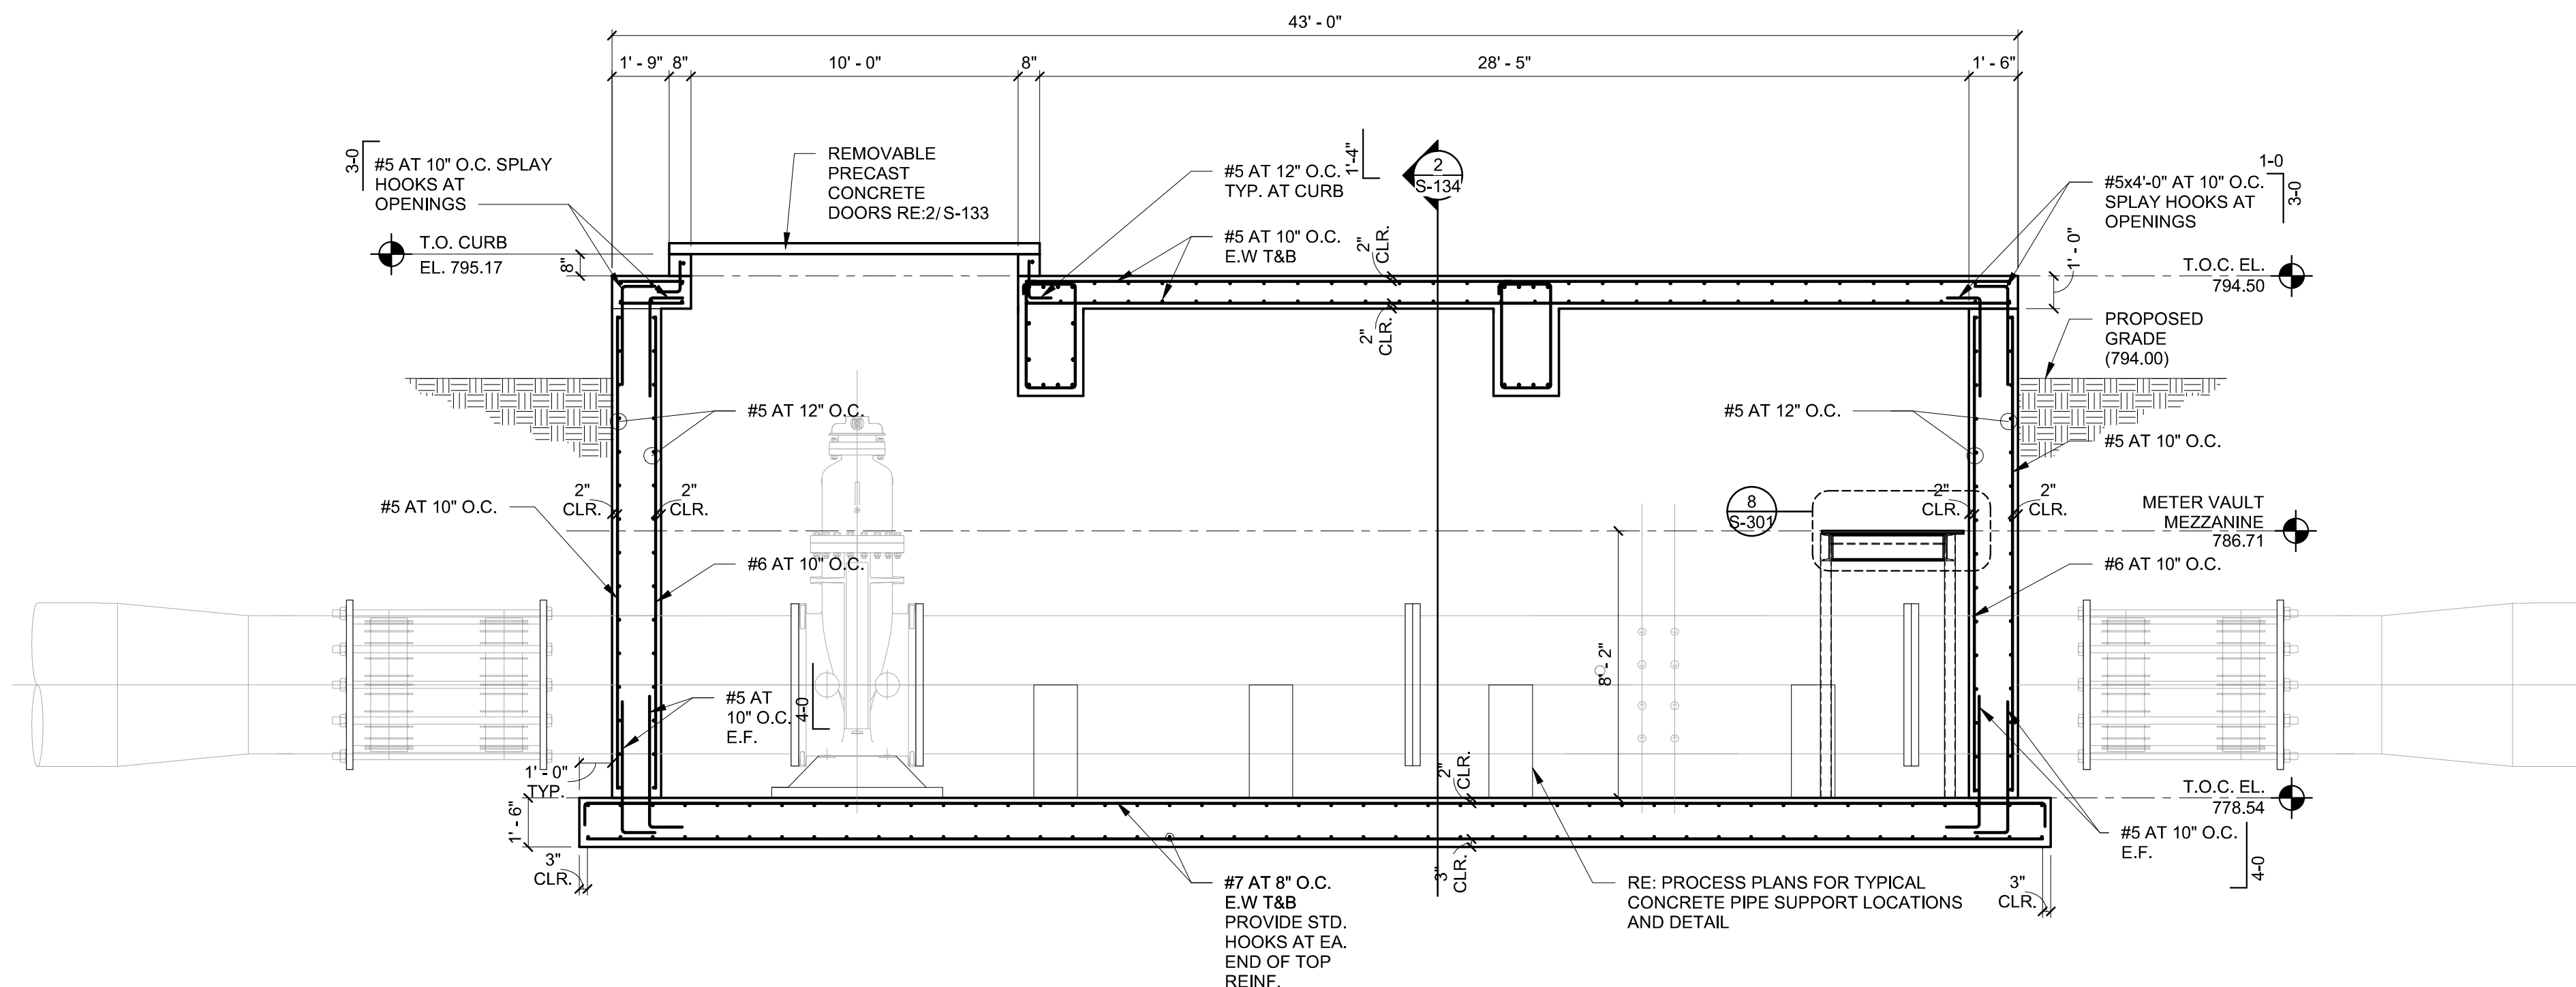 43' - 0"
1' - 9"
8"
10' - 0"
8"
28' - 5"
1' - 6"
3-0
#5 AT 10" O.C. SPLAY
HOOKS AT
OPENINGS
REMOVABLE
PRECAST
CONCRETE
DOORS RE:2/ S-133
#5 AT 12" O.C.
TYP. AT CURB
1'-4"
2
S-134
1-0
#5x4'-0" AT 10" O.C.
SPLAY HOOKS AT
OPENINGS
3-0
T.O. CURB
EL. 795.17
8"
#5 AT 10" O.C.
E.W T&B
2"
CLR.
2"
CLR.
1' - 0"
T.O.C. EL.
794.50
PROPOSED
GRADE
(794.00)
#5 AT 12" O.C.
#5 AT 12" O.C.
#5 AT 10" O.C.
#5 AT 10" O.C.
2"
CLR.
2"
CLR.
8
S-301
2"
CLR.
2"
CLR.
METER VAULT
MEZZANINE
786.71
#6 AT 10" O.C.
#6 AT 10" O.C.
8' - 2"
#5 AT
10" O.C.
E.F.
4-0
1' - 0"
TYP.
1' - 6"
2"
CLR.
T.O.C. EL.
778.54
3"
CLR.
3"
CLR.
#7 AT 8" O.C.
E.W T&B
PROVIDE STD.
HOOKS AT EA.
END OF TOP
REINF.
RE: PROCESS PLANS FOR TYPICAL
CONCRETE PIPE SUPPORT LOCATIONS
AND DETAIL
3"
CLR.
#5 AT 10" O.C.
E.F.
4-0